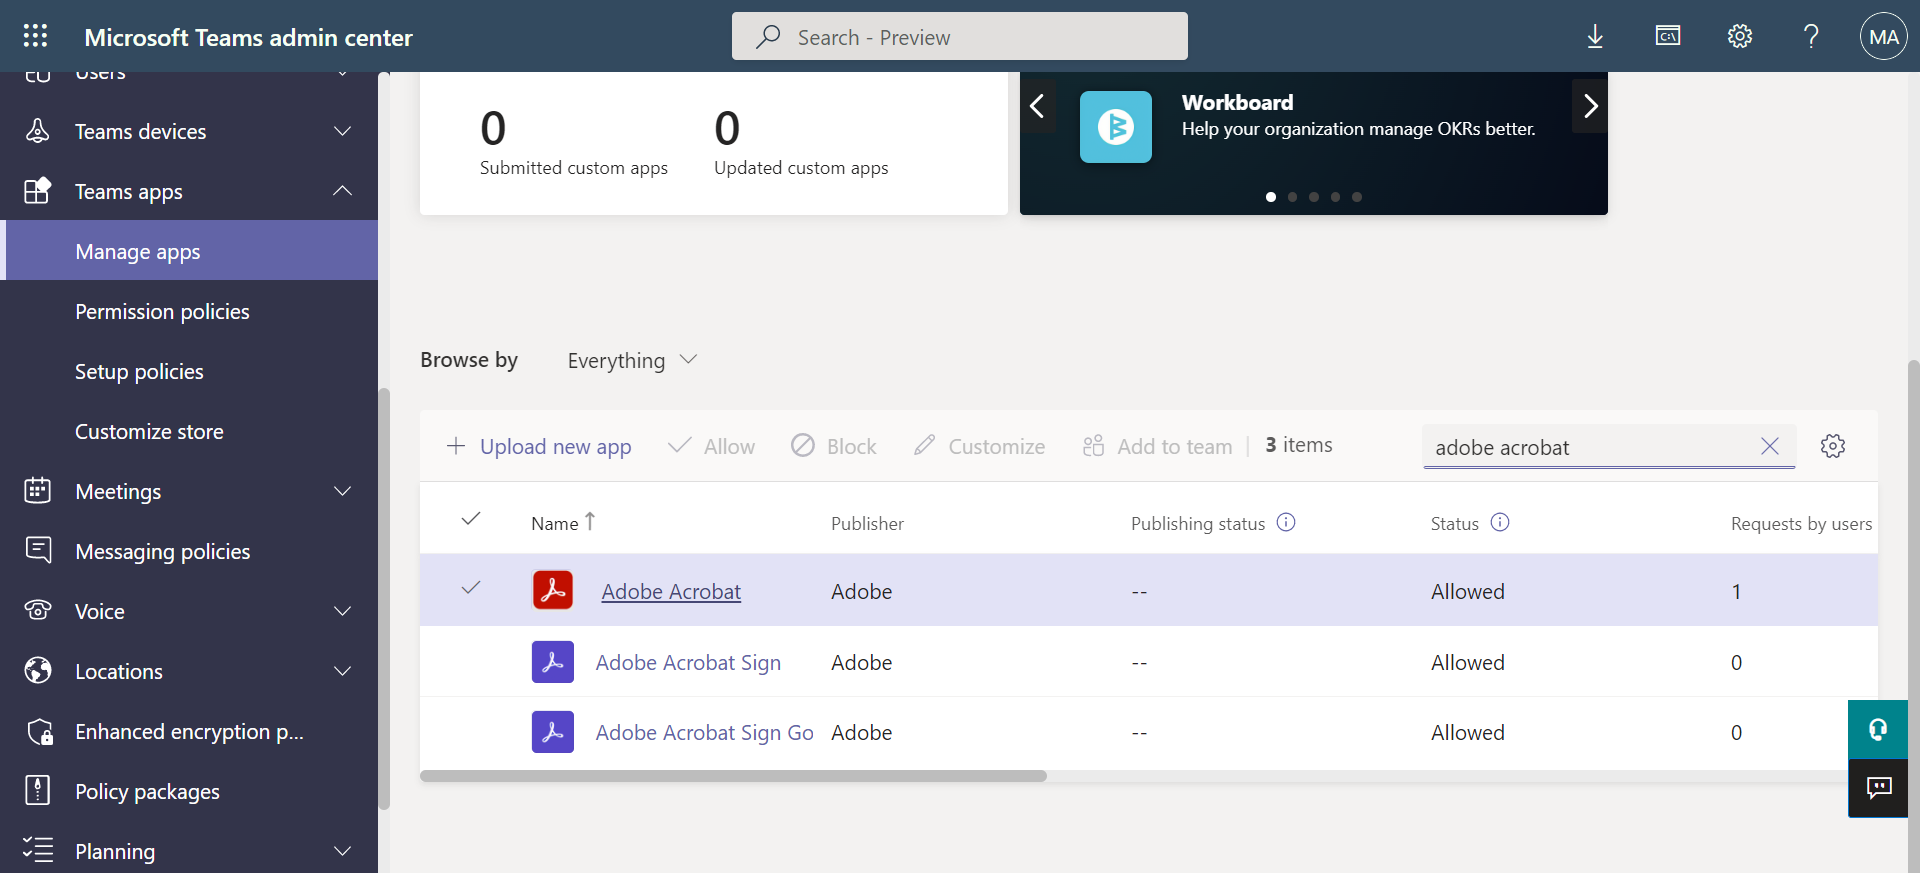 Microsoft Teams admin center
Search - Preview
C:\
MA
Users
Teams devices
Teams apps
Manage apps
Permission policies
Setup policies
Customize store
Meetings
Messaging policies
Voice
Locations
Enhanced encryption p...
Policy packages
Planning
0
Submitted custom apps
0
Updated custom apps
Workboard
Help your organization manage OKRs better.
Browse by Everything
Upload new app Allow Block Customize Add to team 3 items adobe acrobat
Name Publisher Publishing status Status Requests by users
Adobe Acrobat Adobe -- Allowed 1
Adobe Acrobat Sign Adobe -- Allowed 0
Adobe Acrobat Sign Go Adobe -- Allowed 0